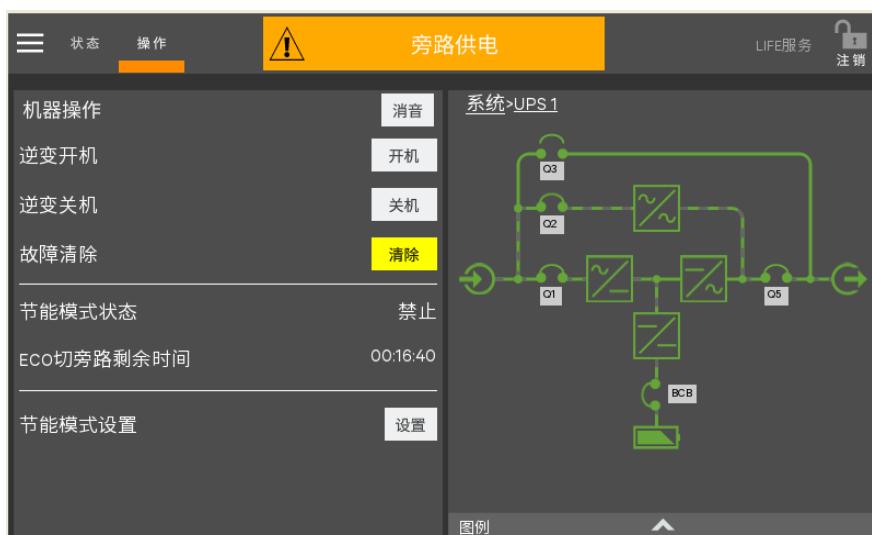 状态
操作
旁路供电
LIFE服务
注销
机器操作
消音
逆变开机
开机
逆变关机
关机
故障清除
清除
节能模式状态
禁止
ECO切旁路剩余时间
00:16:40
节能模式设置
设置
系统>UPS 1
Q3
Q2
Q1
Q5
BCB
图例